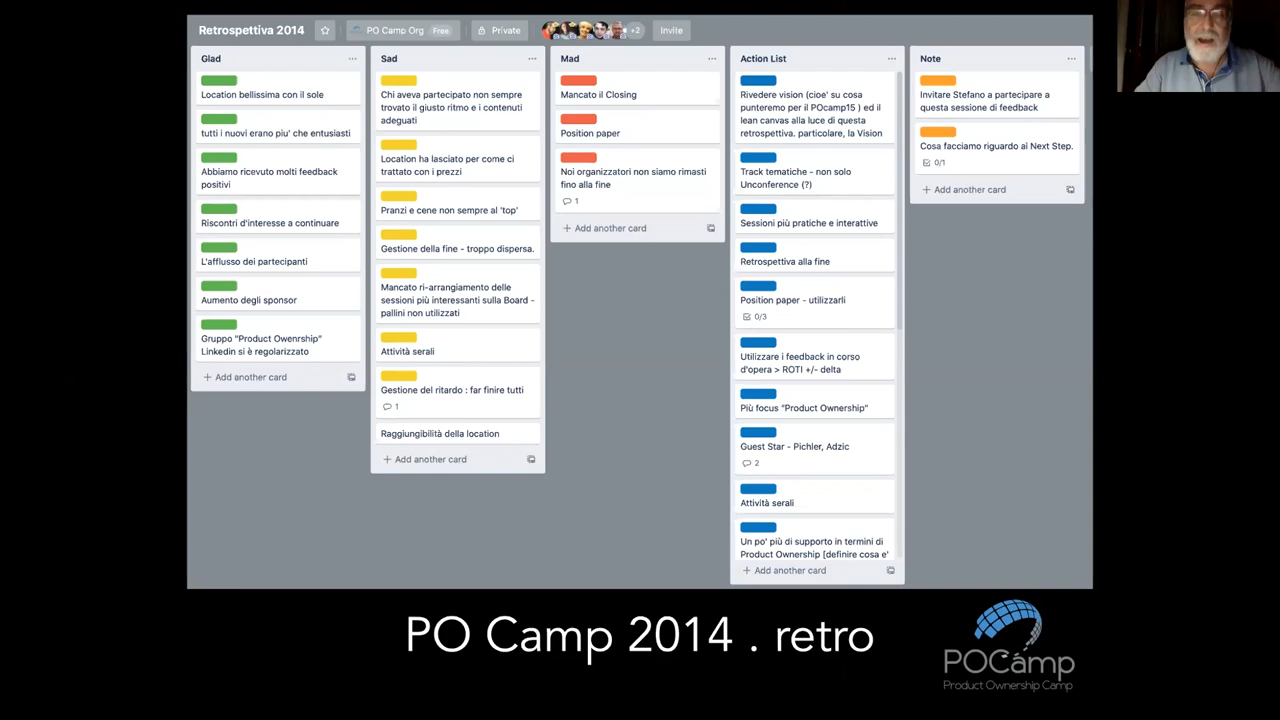 Retrospettiva 2014
PO Camp Org Free
Private
+2
Invite
Glad
Location bellissima con il sole
tutti i nuovi erano piu' che entusiasti
Abbiamo ricevuto molti feedback
positivi
Riscontri d'interesse a continuare
L'afflusso dei partecipanti
Aumento degli sponsor
Gruppo "Product Owenrship"
Linkedin si è regolarizzato
+ Add another card
Sad
Chi aveva partecipato non sempre
trovato il giusto ritmo e i contenuti
adeguati
Location ha lasciato per come ci
trattato con i prezzi
Pranzi e cene non sempre al 'top'
Gestione della fine - troppo dispersa.
Mancato ri-arrangiamento delle
sessioni più interessanti sulla Board -
pallini non utilizzati
Attività serali
Gestione del ritardo : far finire tutti
1
Raggiungibilità della location
+ Add another card
Mad
Mancato il Closing
Position paper
Noi organizzatori non siamo rimasti
fino alla fine
1
+ Add another card
Action List
Rivedere vision (cioe' su cosa
punteremo per il POcamp15 ) ed il
lean canvas alla luce di questa
retrospettiva. particolare, la Vision
Track tematiche - non solo
Unconference (?)
Sessioni più pratiche e interattive
Retrospettiva alla fine
Position paper - utilizzarli
0/3
Utilizzare i feedback in corso
d'opera > ROTI +/- delta
Più focus "Product Ownership"
Guest Star - Pichler, Adzic
2
Attività serali
Un po' più di supporto in termini di
Product Ownership [definire cosa e'
+ Add another card
Note
Invitare Stefano a partecipare a
questa sessione di feedback
Cosa facciamo riguardo ai Next Step.
0/1
+ Add another card
PO Camp 2014 . retro
POCamp
Product Ownership Camp